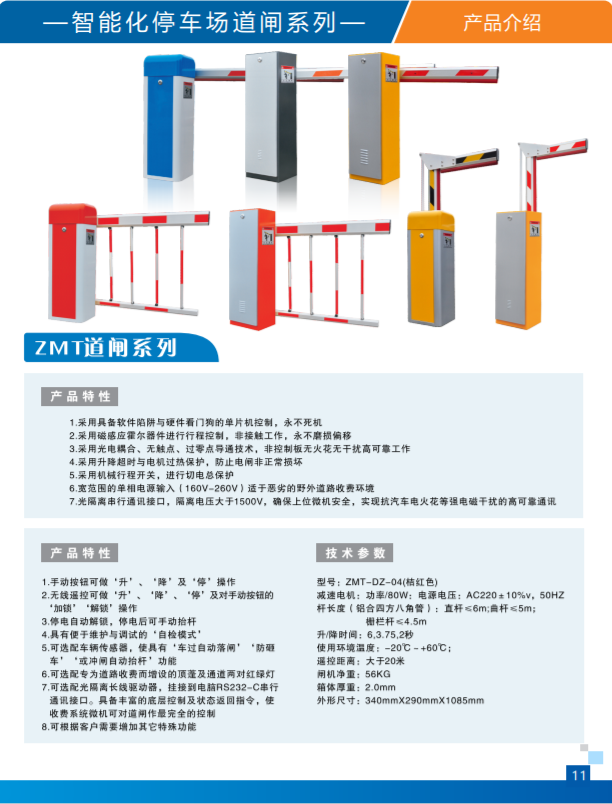 —智能化停车场道闸系列—
产品介绍
ZMT道闸系列
产品特性
1.采用具备软件陷阱与硬件看门狗的单片机控制，永不死机
2.采用磁感应霍尔器件进行行程控制，非接触工作，永不磨损偏移
3.采用光电耦合、无触点、过零点导通技术，非控制板无火花无干扰高可靠工作
4.采用升降超时与电机过热保护，防止电闸非正常损坏
5.采用机械行程开关，进行切电总保护
6.宽范围的单相电源输入（160V-260V）适于恶劣的野外道路收费环境
7.光隔离串行通讯接口，隔离电压大于1500V，确保上位微机安全，实现抗汽车电火花等强电磁干扰的高可靠通讯
产品特性
1.手动按钮可做‘升’、‘降’及‘停’操作
2.无线遥控可做‘升’、‘降’、‘停’及对手动按钮的
‘加锁’‘解锁’操作
3.停电自动解锁，停电后可手动抬杆
4.具有便于维护与调试的‘自检模式’
5.可选配车辆传感器，使具有‘车过自动落闸’‘防砸
车’‘或冲闸自动抬杆’功能
6.可选配专为道路收费而增设的顶蓬及通道两对红绿灯
7.可选配光隔离长线驱动器，挂接到电脑RS232-C串行
通讯接口。具备丰富的底层控制及状态返回指令，使
收费系统微机可对道闸作最完全的控制
8.可根据客户需要增加其它特殊功能
技术参数
型号：ZMT-DZ-04(桔红色)
减速电机：功率/80W：电源电压：AC220±10%v，50HZ
杆长度（铝合四方八角管）：直杆≤6m;曲杆≤5m;
栅栏杆≤4.5m
升/降时间：6,3.75,2秒
使用环境温度：-20℃~+60℃；
遥控距离：大于20米
闸机净重：56KG
箱体厚重：2.0mm
外形尺寸：340mmX290mmX1085mm
11